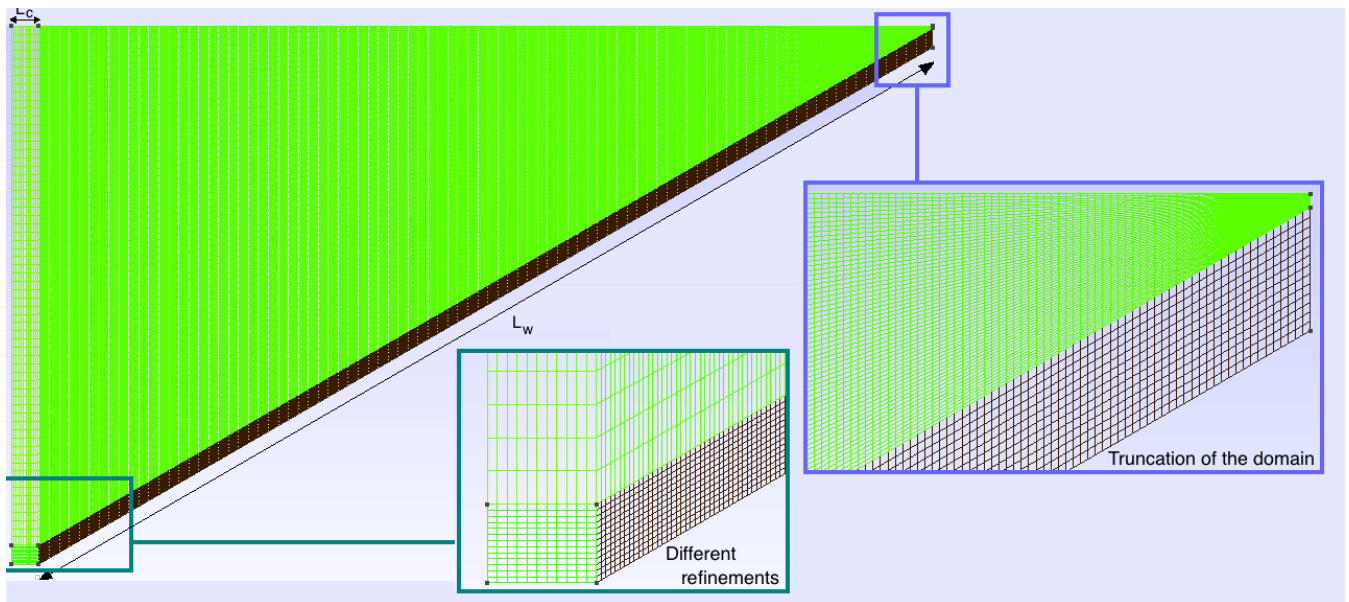 Lc
Lw
Truncation of the domain
Different
refinements